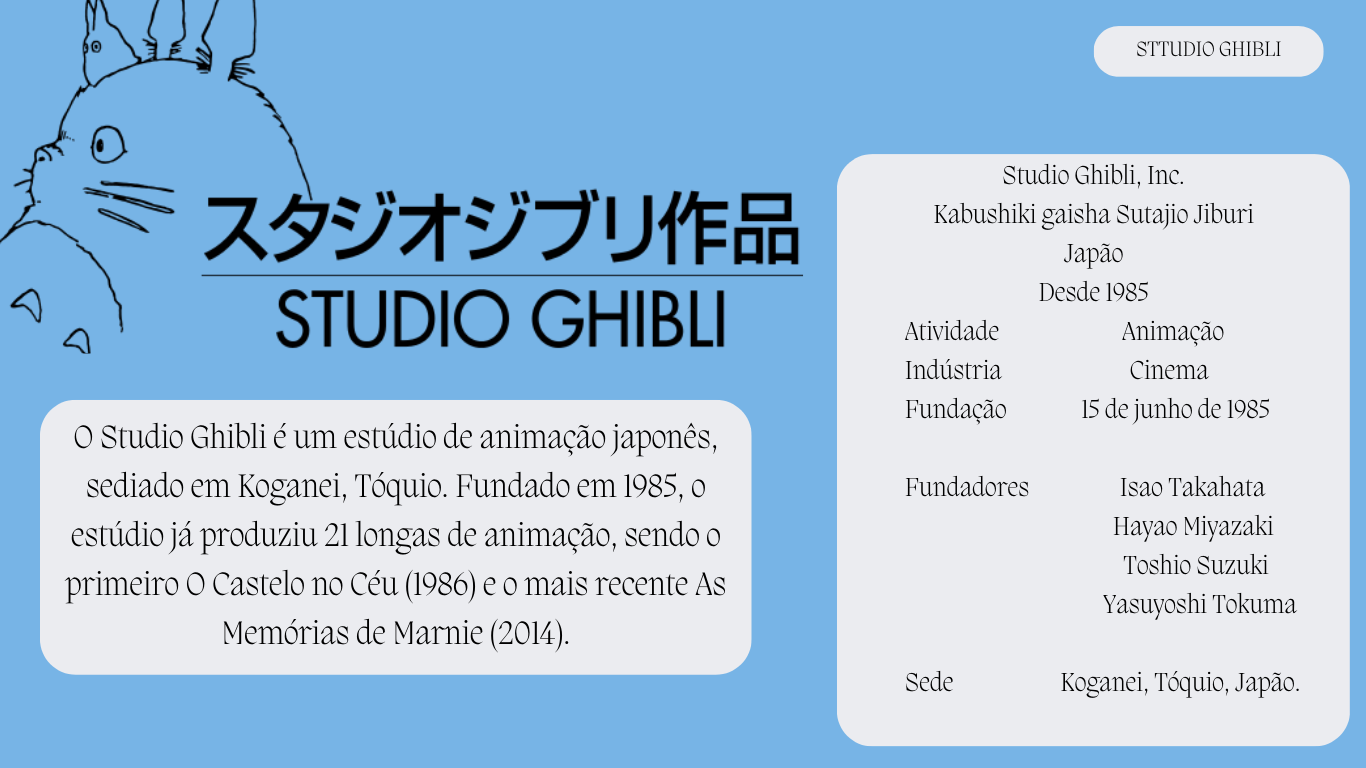 STTUDIO GHIBLI
スタジオジブリ作品
STUDIO GHIBLI
O Studio Ghibli é um estúdio de animação japonês,
sediado em Koganei, Tóquio. Fundado em 1985, o
estúdio já produziu 21 longas de animação, sendo o
primeiro O Castelo no Céu (1986) e o mais recente As
Memórias de Marnie (2014).
Studio Ghibli, Inc.
Kabushiki gaisha Sutajio Jiburi
Japão
Desde 1985
Atividade Animação
Indústria Cinema
Fundação 15 de junho de 1985
Fundadores Isao Takahata
Hayao Miyazaki
Toshio Suzuki
Yasuyoshi Tokuma
Sede Koganei, Tóquio, Japão.